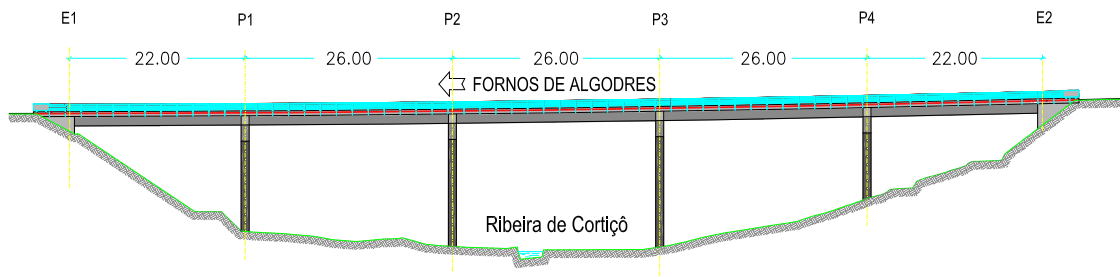 E1 P1 P2 P3 P4 E2
22.00 26.00 26.00 26.00 22.00
FORNOS DE ALGODRES
Ribeira de Cortiçô